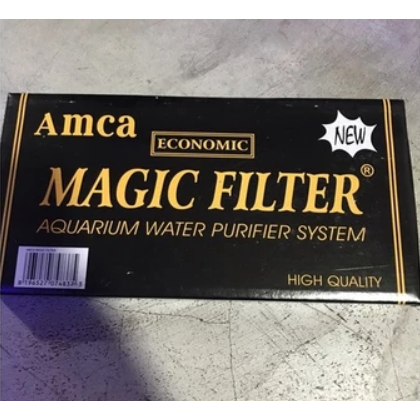 Amca
ECONOMIC
NEW
MAGIC FILTER®
AQUARIUM WATER PURIFIER SYSTEM
HIGH QUALITY